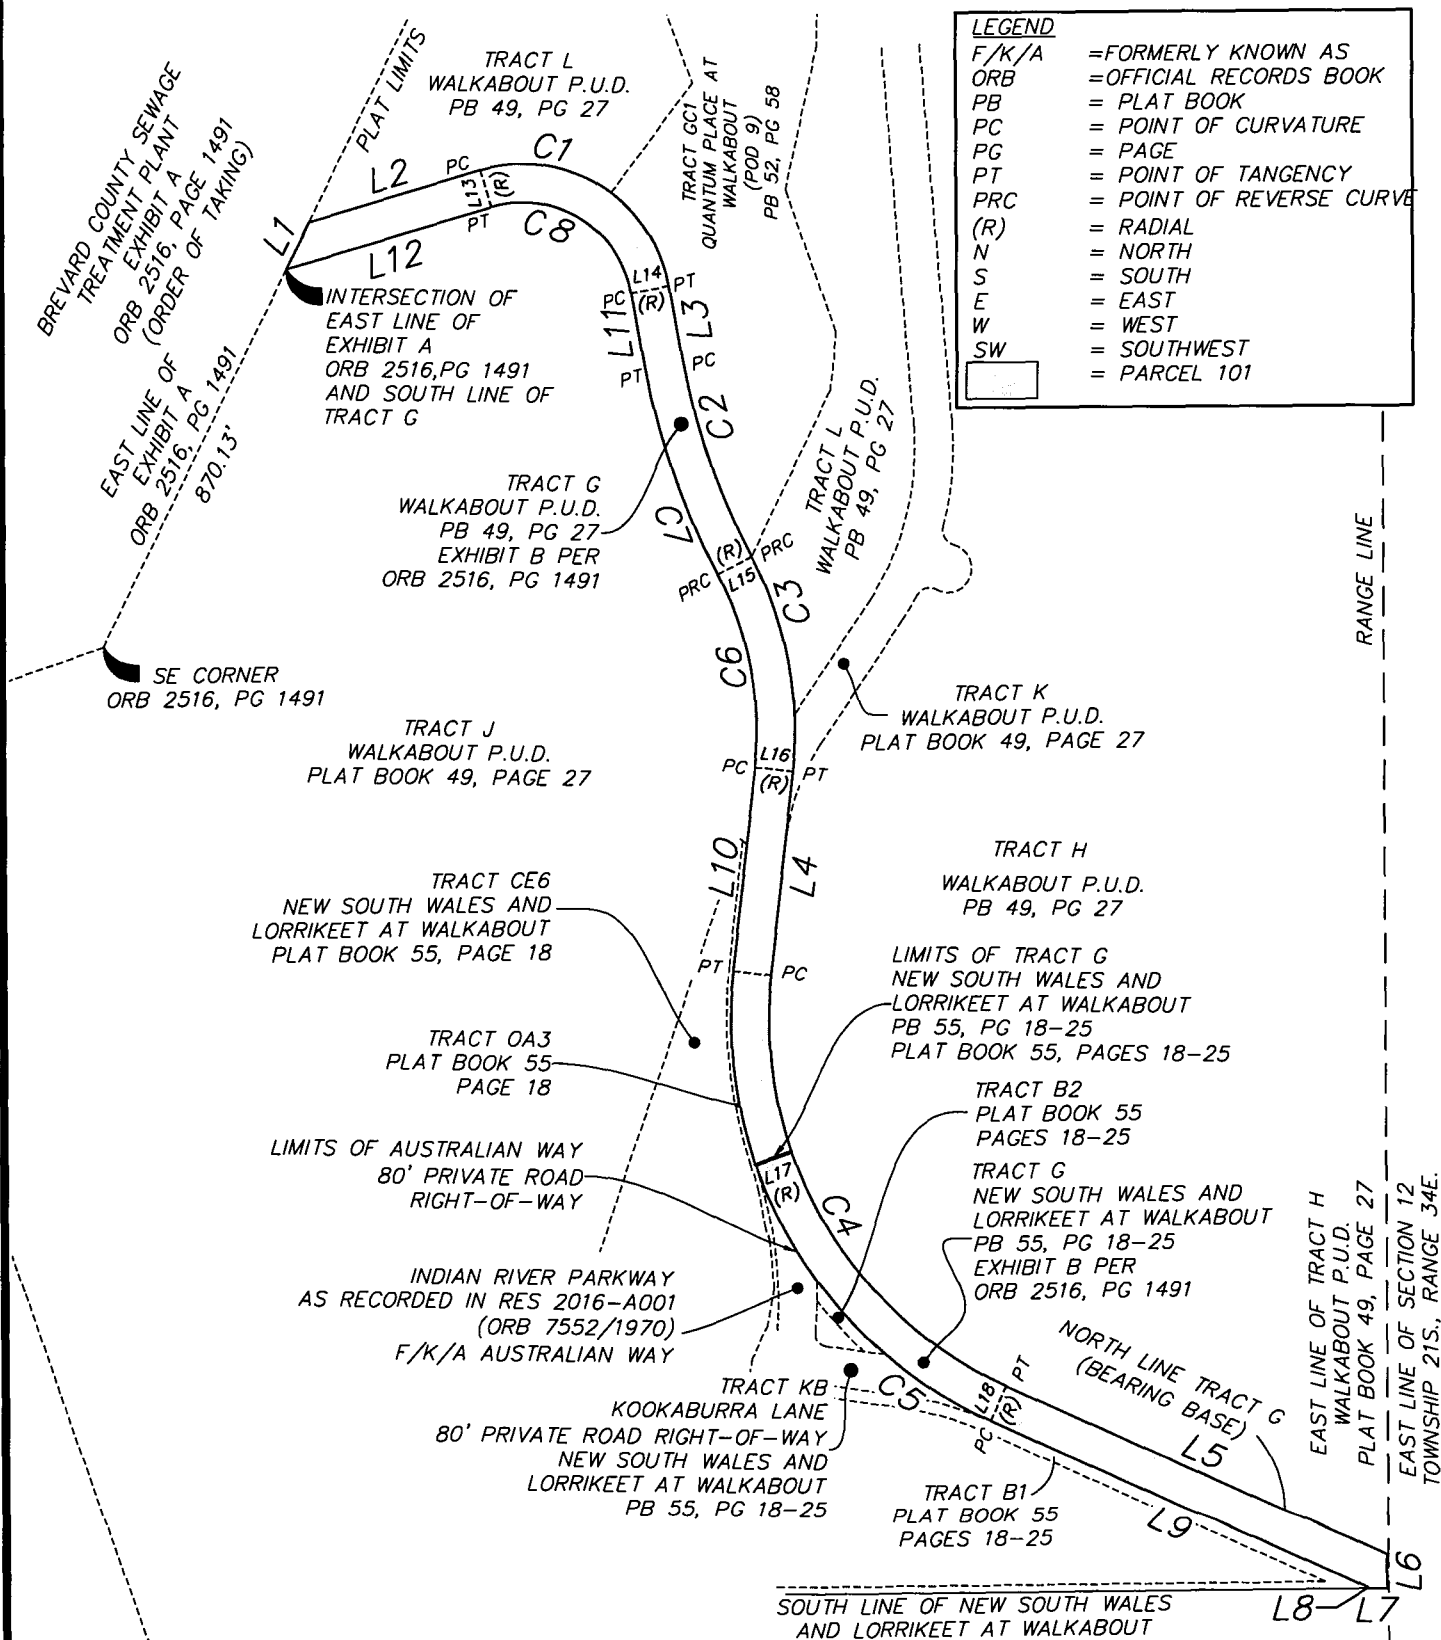 LEGEND
F/K/A =FORMERLY KNOWN AS
ORB =OFFICIAL RECORDS BOOK
PB = PLAT BOOK
PC = POINT OF CURVATURE
PG = PAGE
PT = POINT OF TANGENCY
PRC = POINT OF REVERSE CURVE
(R) = RADIAL
N = NORTH
S = SOUTH
E = EAST
W = WEST
SW = SOUTHWEST
= PARCEL 101
BREVARD COUNTY SEWAGE
TREATMENT PLANT
EXHIBIT A
ORB 2516, PAGE 1491
(ORDER OF TAKING)
PLAT LIMITS
TRACT L
WALKABOUT P.U.D.
PB 49, PG 27
TRACT GC1
QUANTUM PLACE AT
WALKABOUT
(POD 9)
PB 52, PG 58
L1
L2
PC
L13
(R)
PT
C1
C8
L12
INTERSECTION OF
EAST LINE OF
EXHIBIT A
ORB 2516,PG 1491
AND SOUTH LINE OF
TRACT G
L14
(R)
PC
PT
L11
L3
PT
PC
C2
EAST LINE OF
EXHIBIT A
ORB 2516, PG 1491
870.13'
TRACT G
WALKABOUT P.U.D.
PB 49, PG 27
EXHIBIT B PER
ORB 2516, PG 1491
C7
TRACT L
WALKABOUT P.U.D.
PB 49, PG 27
(R)
PRC
PRC
L15
C3
C6
RANGE LINE
SE CORNER
ORB 2516, PG 1491
TRACT K
WALKABOUT P.U.D.
PLAT BOOK 49, PAGE 27
TRACT J
WALKABOUT P.U.D.
PLAT BOOK 49, PAGE 27
PC
L16
(R)
PT
L10
L4
TRACT H
WALKABOUT P.U.D.
PB 49, PG 27
TRACT CE6
NEW SOUTH WALES AND
LORRIKEET AT WALKABOUT
PLAT BOOK 55, PAGE 18
PT
PC
LIMITS OF TRACT G
NEW SOUTH WALES AND
LORRIKEET AT WALKABOUT
PB 55, PG 18-25
PLAT BOOK 55, PAGES 18-25
TRACT OA3
PLAT BOOK 55
PAGE 18
TRACT B2
PLAT BOOK 55
PAGES 18-25
LIMITS OF AUSTRALIAN WAY
80' PRIVATE ROAD
RIGHT-OF-WAY
L17
(R)
C4
TRACT G
NEW SOUTH WALES AND
LORRIKEET AT WALKABOUT
PB 55, PG 18-25
EXHIBIT B PER
ORB 2516, PG 1491
INDIAN RIVER PARKWAY
AS RECORDED IN RES 2016-A001
(ORB 7552/1970)
F/K/A AUSTRALIAN WAY
EAST LINE OF TRACT H
WALKABOUT P.U.D.
PLAT BOOK 49, PAGE 27
EAST LINE OF SECTION 12
TOWNSHIP 21S., RANGE 34E.
NORTH LINE TRACT G
(BEARING BASE)
TRACT KB
KOOKABURRA LANE
80' PRIVATE ROAD RIGHT-OF-WAY
NEW SOUTH WALES AND
LORRIKEET AT WALKABOUT
PB 55, PG 18-25
C5
L18
(R)
PT
PC
L5
TRACT B1
PLAT BOOK 55
PAGES 18-25
L9
L6
L8
L7
SOUTH LINE OF NEW SOUTH WALES
AND LORRIKEET AT WALKABOUT